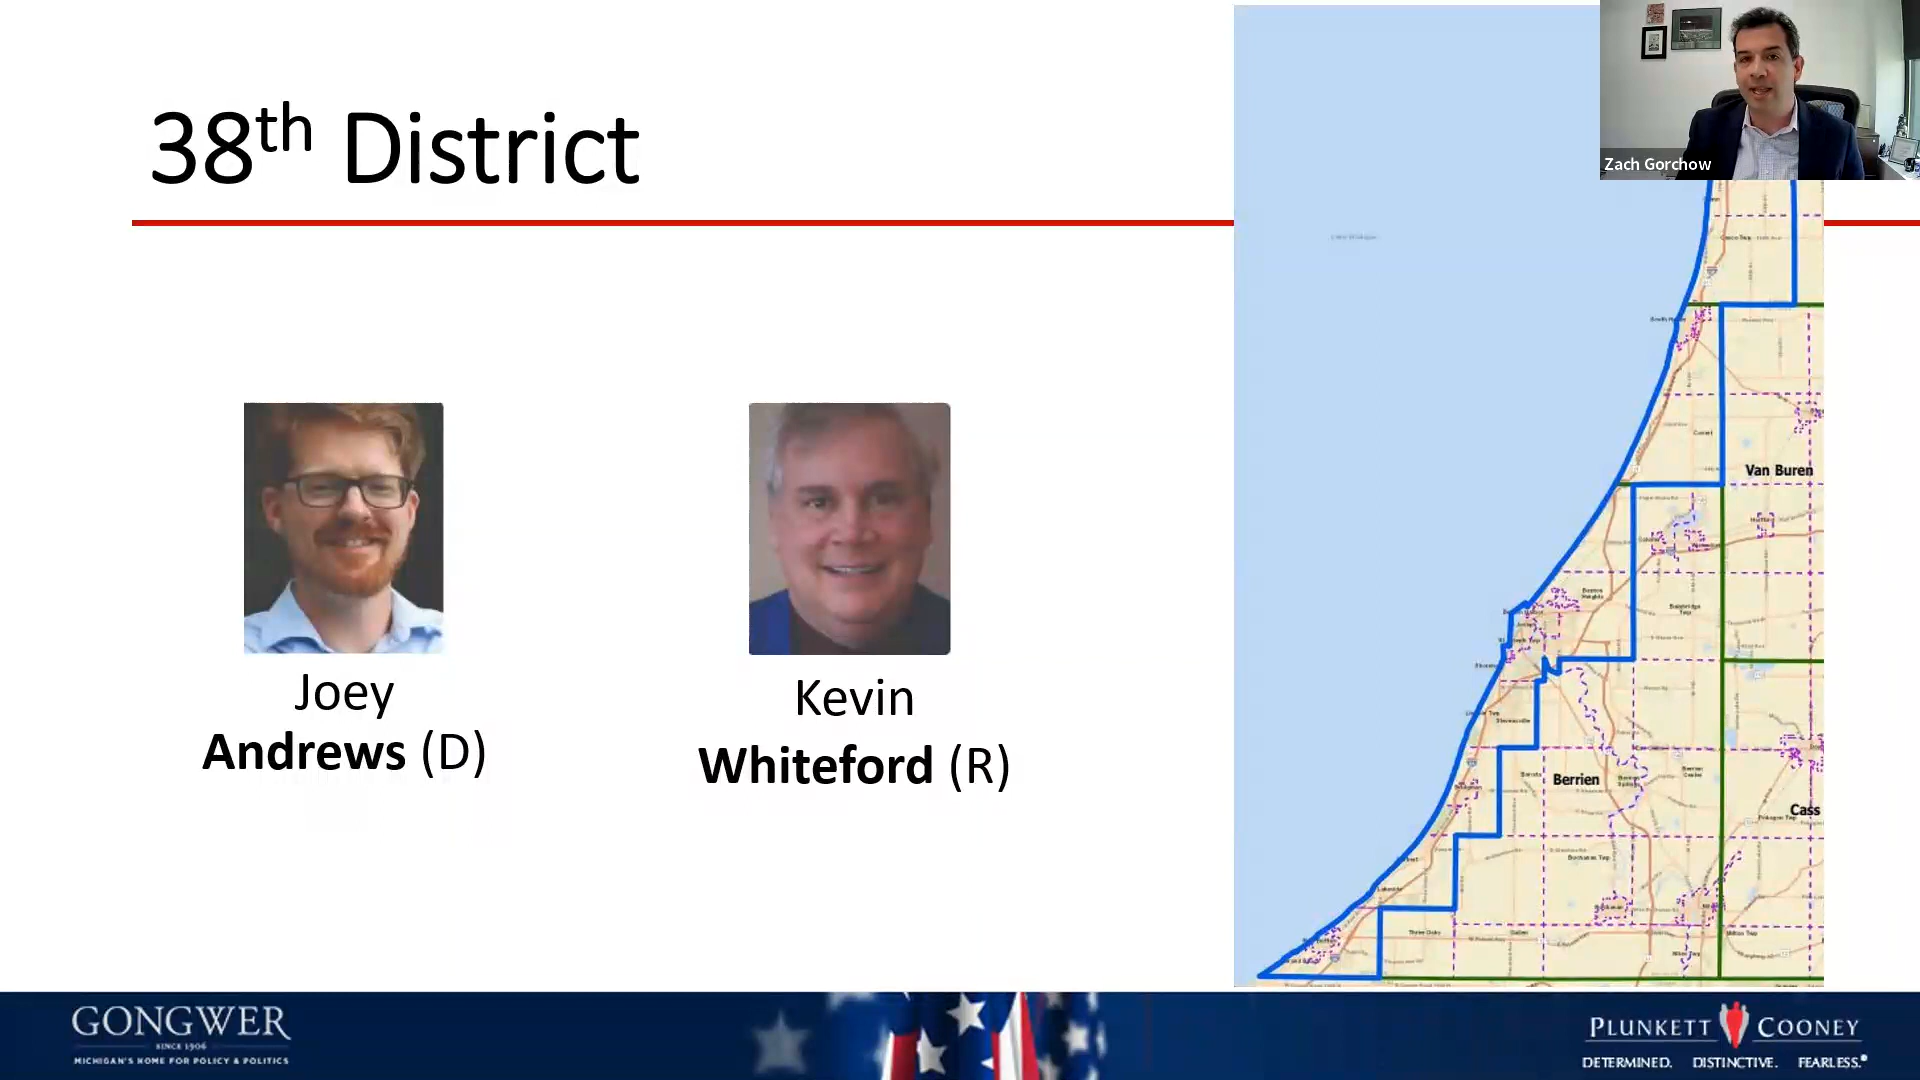 38th District
Zach Gorchow
Joey
Andrews (D)
Kevin
Whiteford (R)
Van Buren
Berrien
Cass
GONGWER
SINCE 1906
MICHIGAN'S HOME FOR POLICY & POLITICS
PLUNKETT COONEY
DETERMINED. DISTINCTIVE. FEARLESS.®